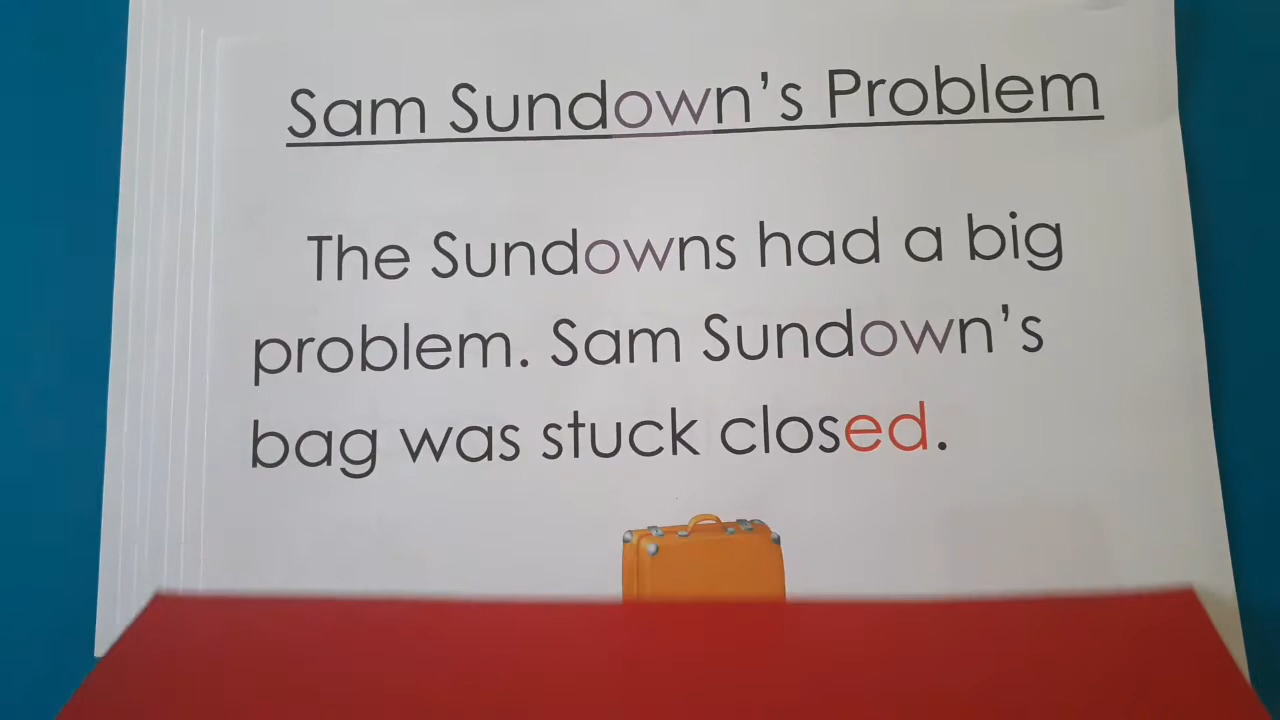 Sam Sundown's Problem
The Sundowns had a big
problem. Sam Sundown's
bag was stuck closed.